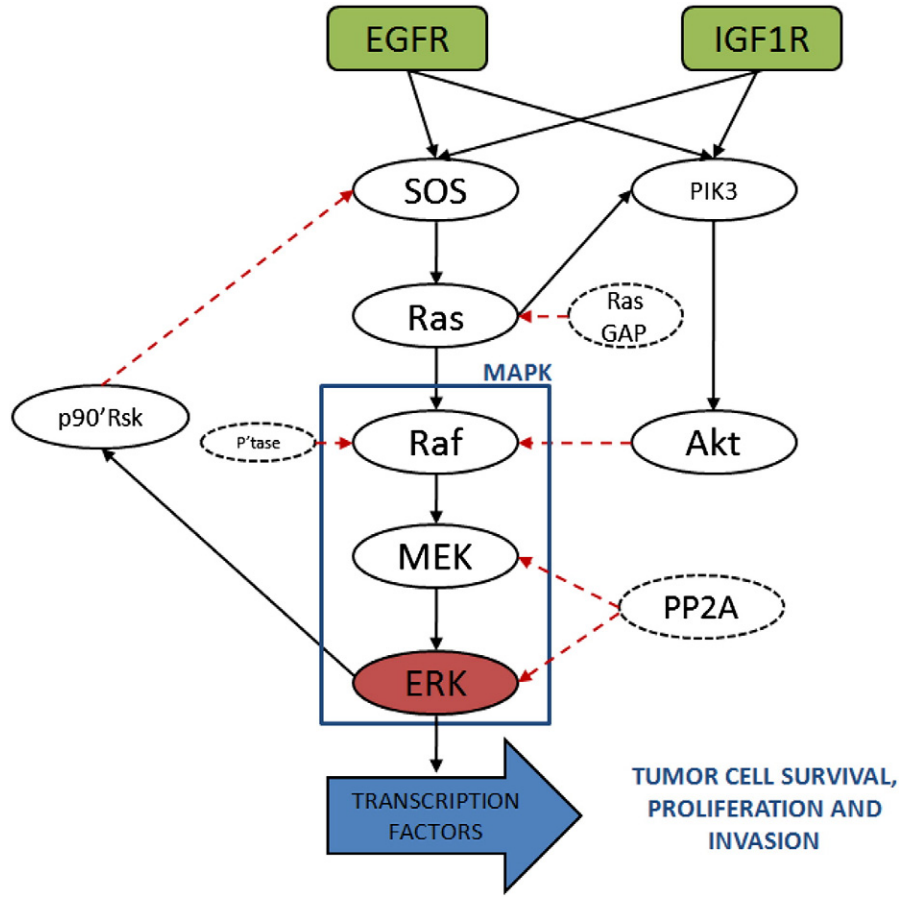 EGFR
IGF1R
SOS
PIK3
Ras
Ras
GAP
MAPK
p90'Rsk
P'tase
Raf
Akt
MEK
PP2A
ERK
TRANSCRIPTION
FACTORS
TUMOR CELL SURVIVAL,
PROLIFERATION AND
INVASION